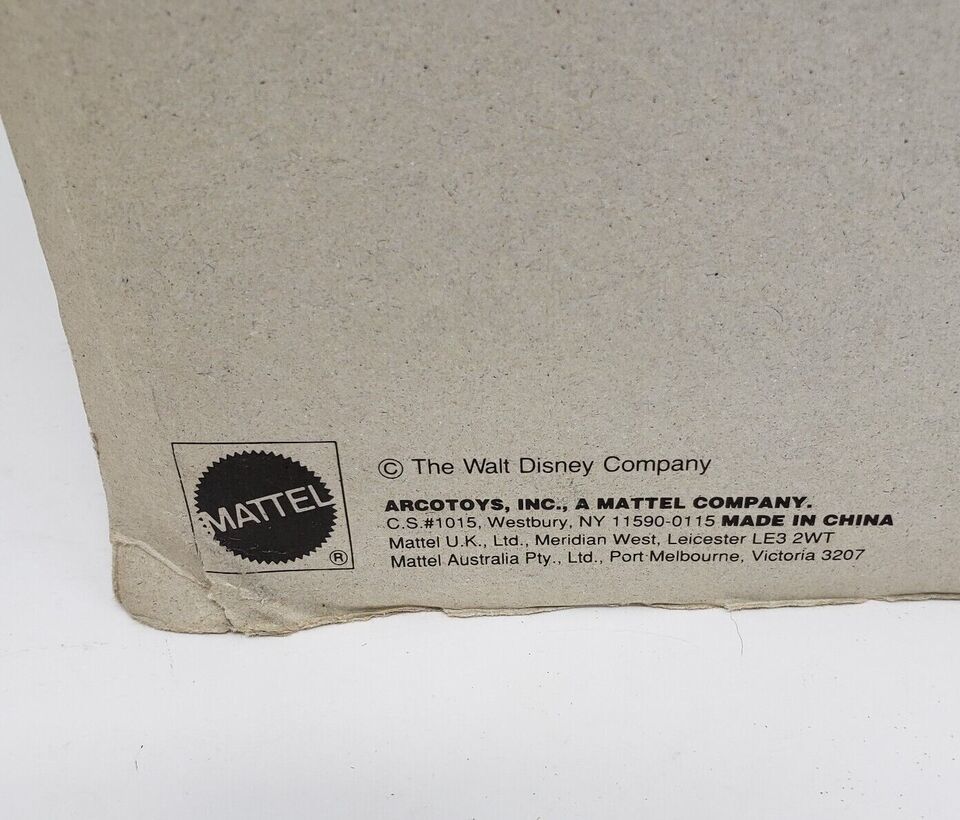 MATTEL
®
© The Walt Disney Company
ARCOTOYS, INC., A MATTEL COMPANY.
C.S.#1015, Westbury, NY 11590-0115 MADE IN CHINA
Mattel U.K., Ltd., Meridian West, Leicester LE3 2WT
Mattel Australia Pty., Ltd., Port Melbourne, Victoria 3207